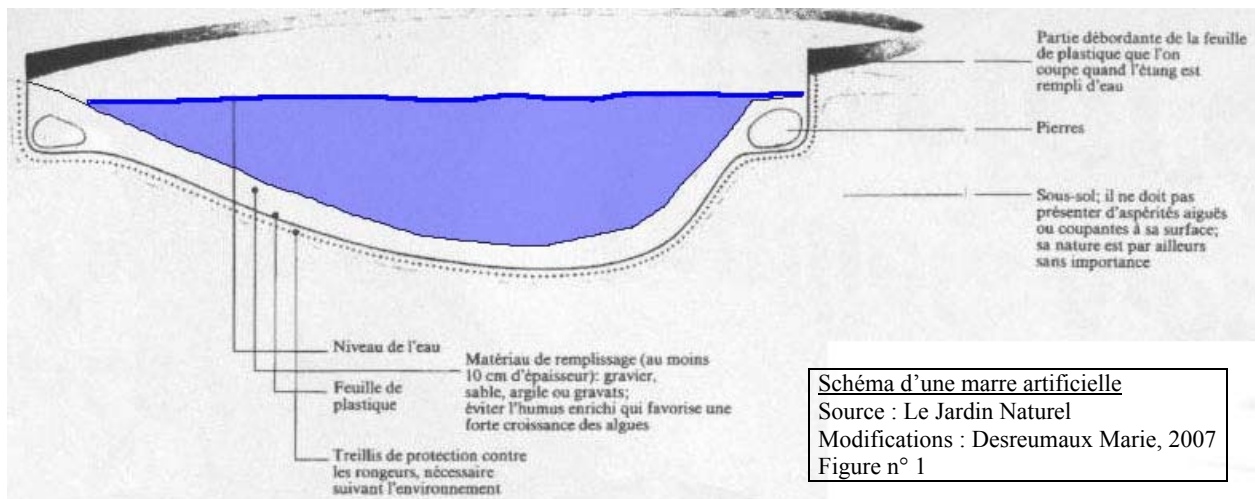 Partie débordante de la feuille
de plastique que l'on
coupe quand l'étang est
rempli d'eau
Pierres
Sous-sol; il ne doit pas
présenter d'aspérités aiguës
ou coupantes à sa surface;
sa nature est par ailleurs
sans importance
Niveau de l'eau
Matériau de remplissage (au moins
10 cm d'épaisseur): gravier,
sable, argile ou gravats;
éviter l'humus enrichi qui favorise une
forte croissance des algues
Feuille de
plastique
Treillis de protection contre
les rongeurs, nécessaire
suivant l'environnement
Schéma d'une marre artificielle
Source : Le Jardin Naturel
Modifications : Desreumaux Marie, 2007
Figure n° 1